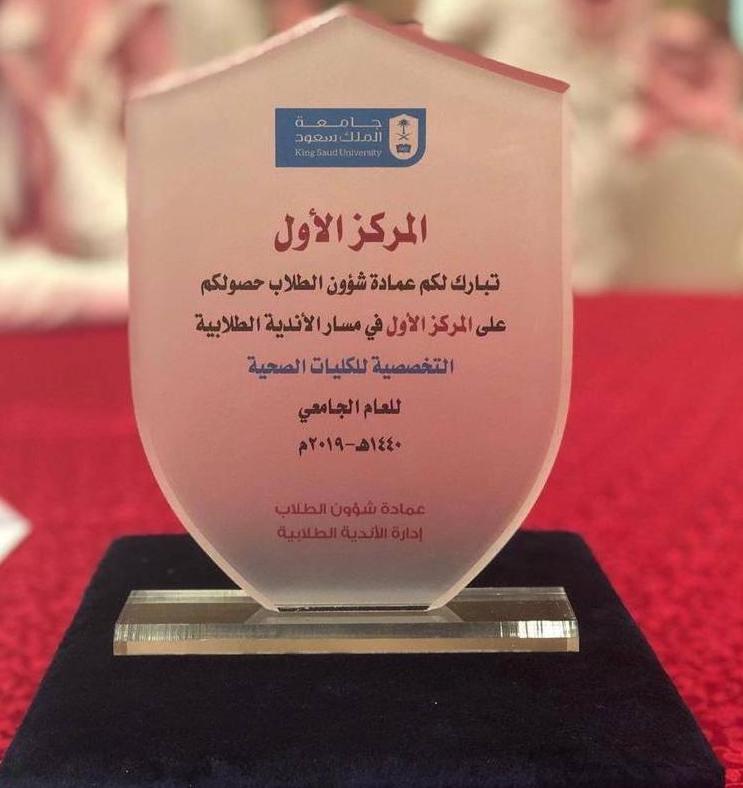 جامعة
الملك سعود
King Saud University
المركز الأول
تبارك لكم عمادة شؤون الطلاب حصولكم
على المركز الأول في مسار الأندية الطلابية
التخصصية للكليات الصحية
للعام الجامعي
١٤٤٠هـ-٢٠١٩م
عمادة شؤون الطلاب
إدارة الأندية الطلابية